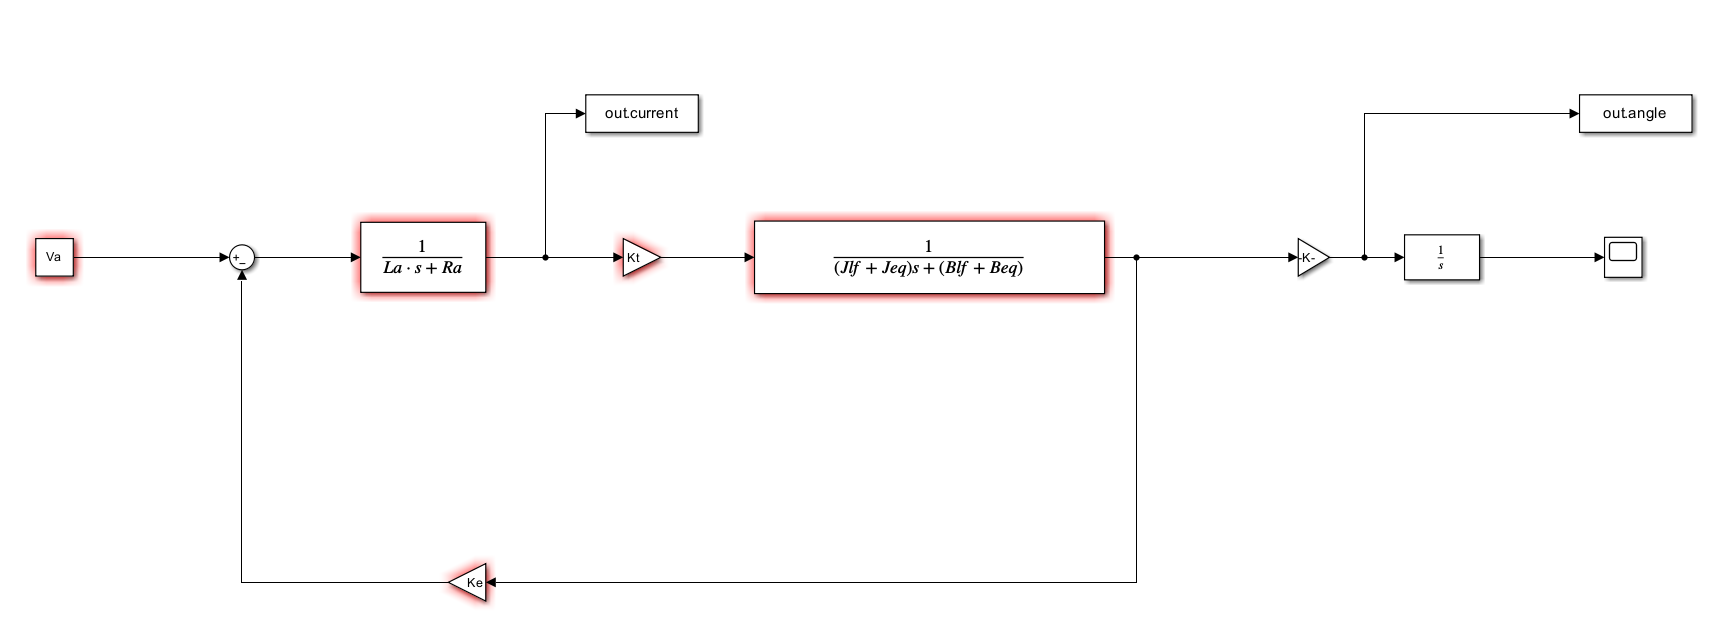 out.current
out.angle
Va
+
_
1
La · s + Ra
Kt
1
(Jlf + Jeq)s + (Blf + Beq)
-K-
1
s
Ke